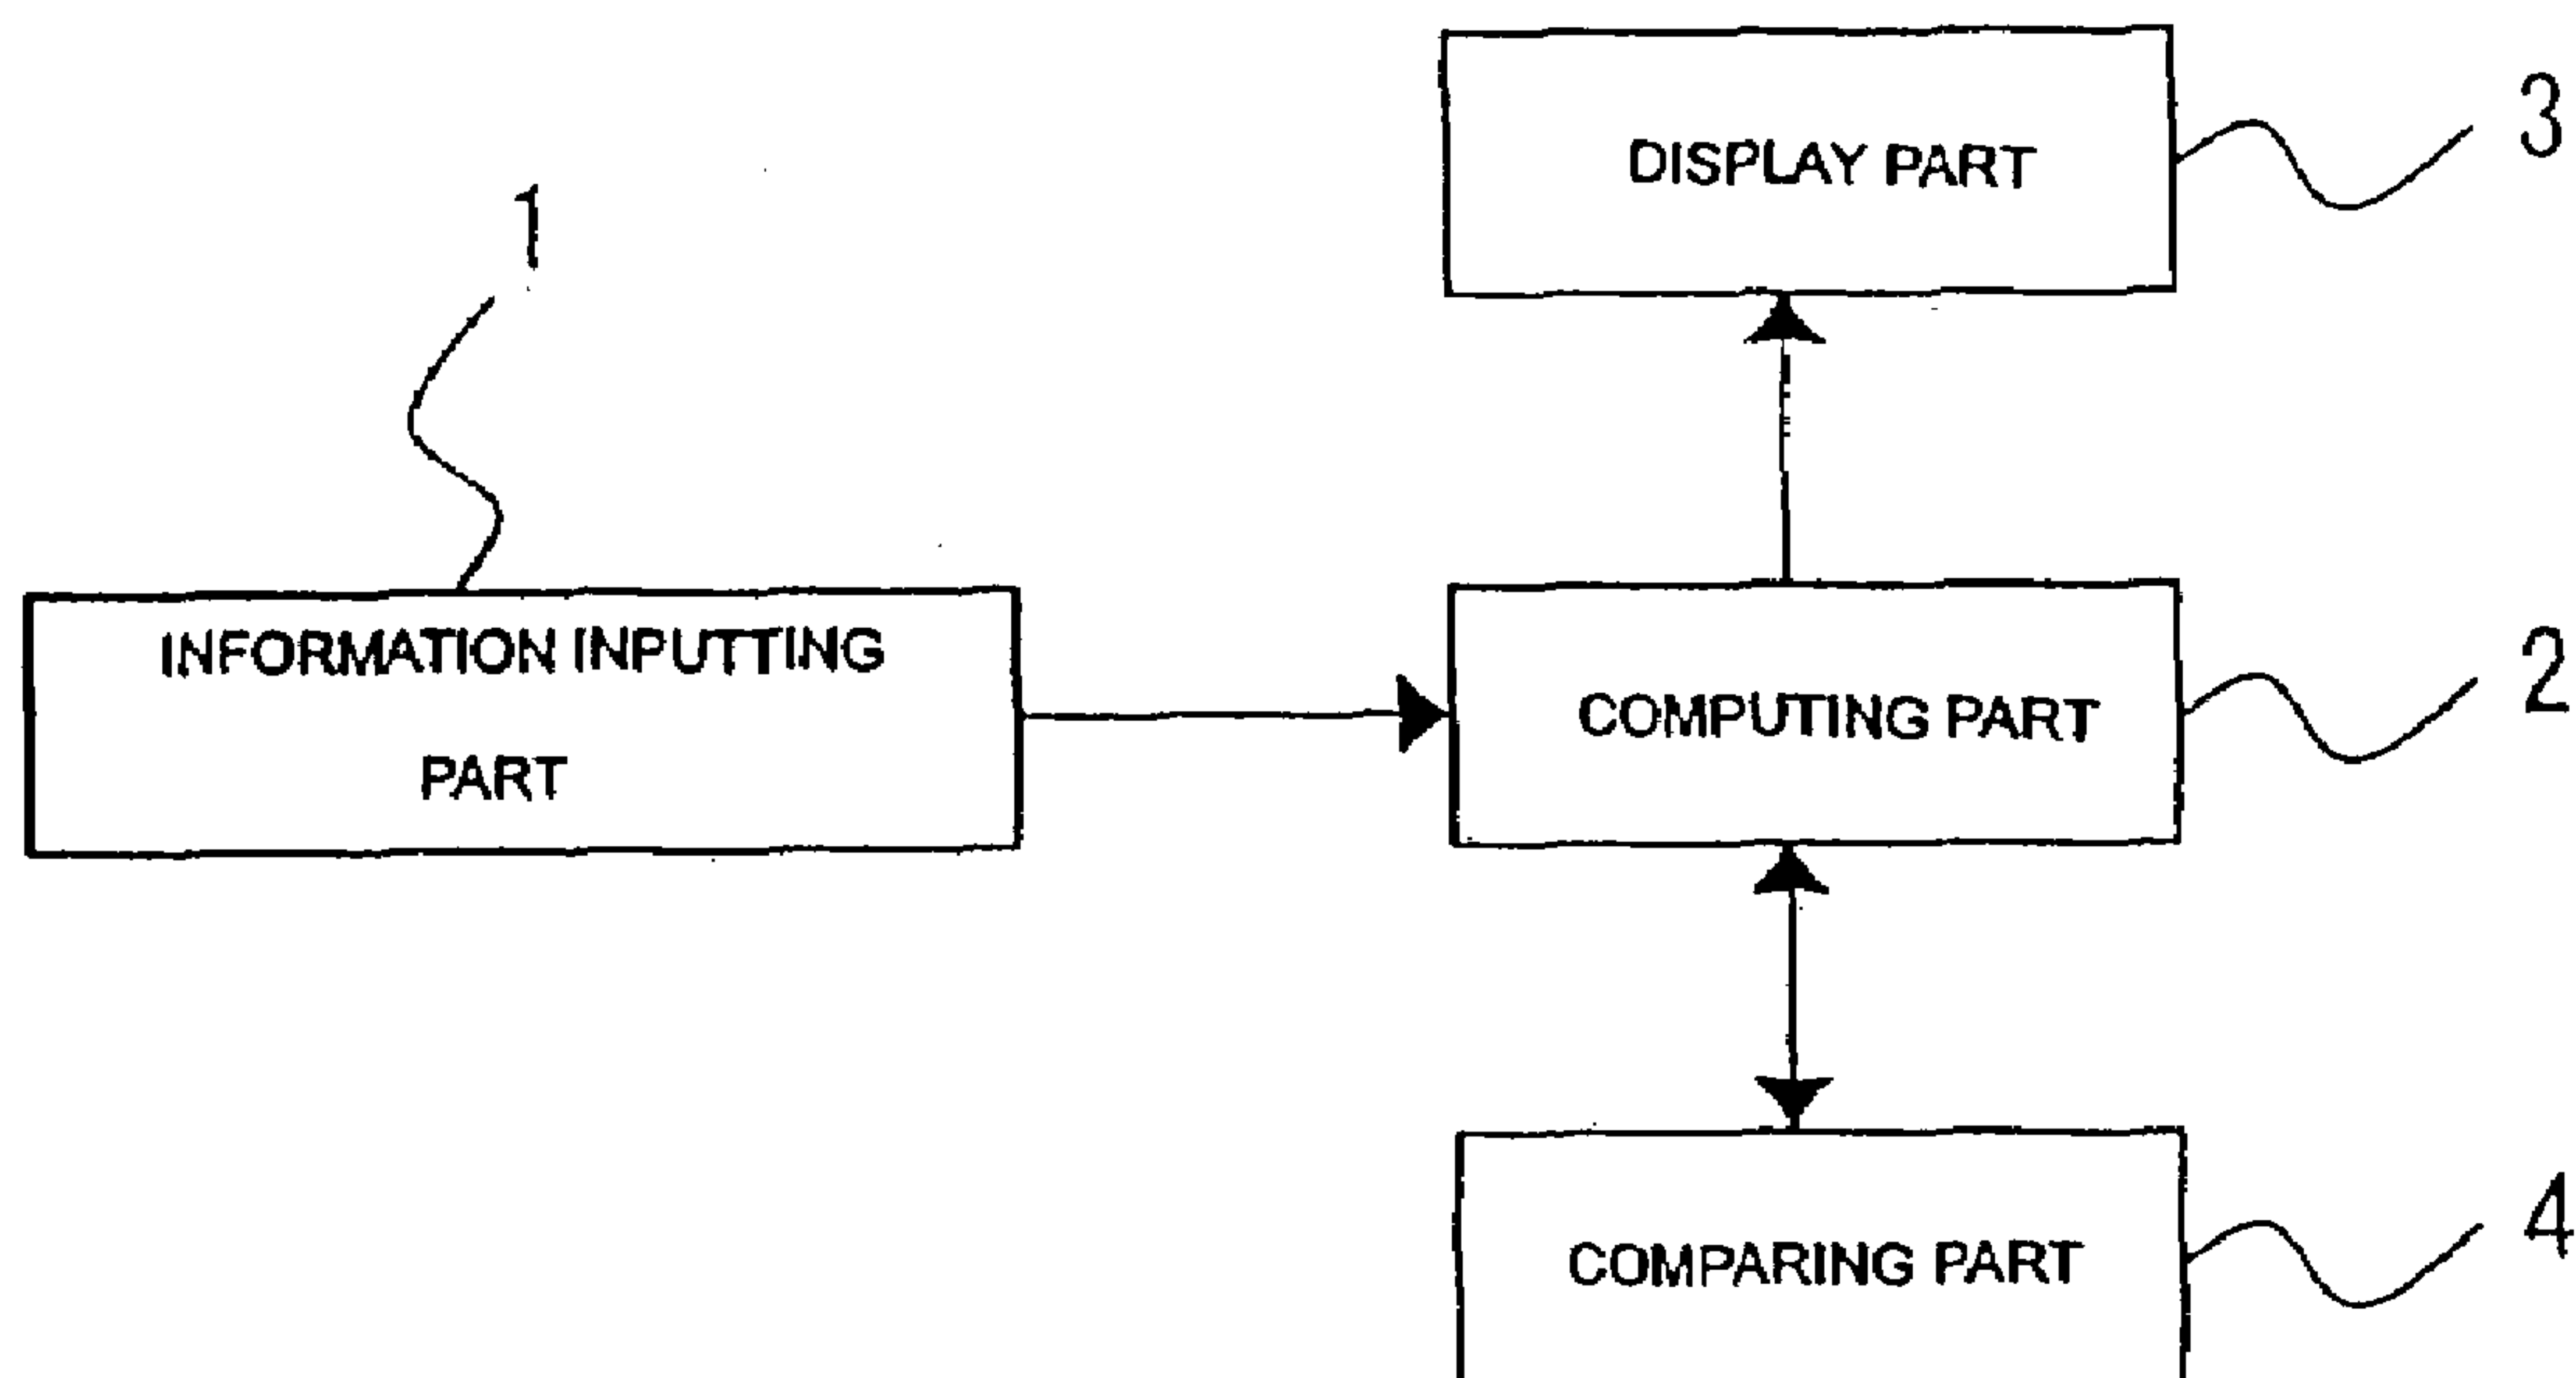 DISPLAY PART
3
1
INFORMATION INPUTTING
PART
COMPUTING PART
2
COMPARING PART
4